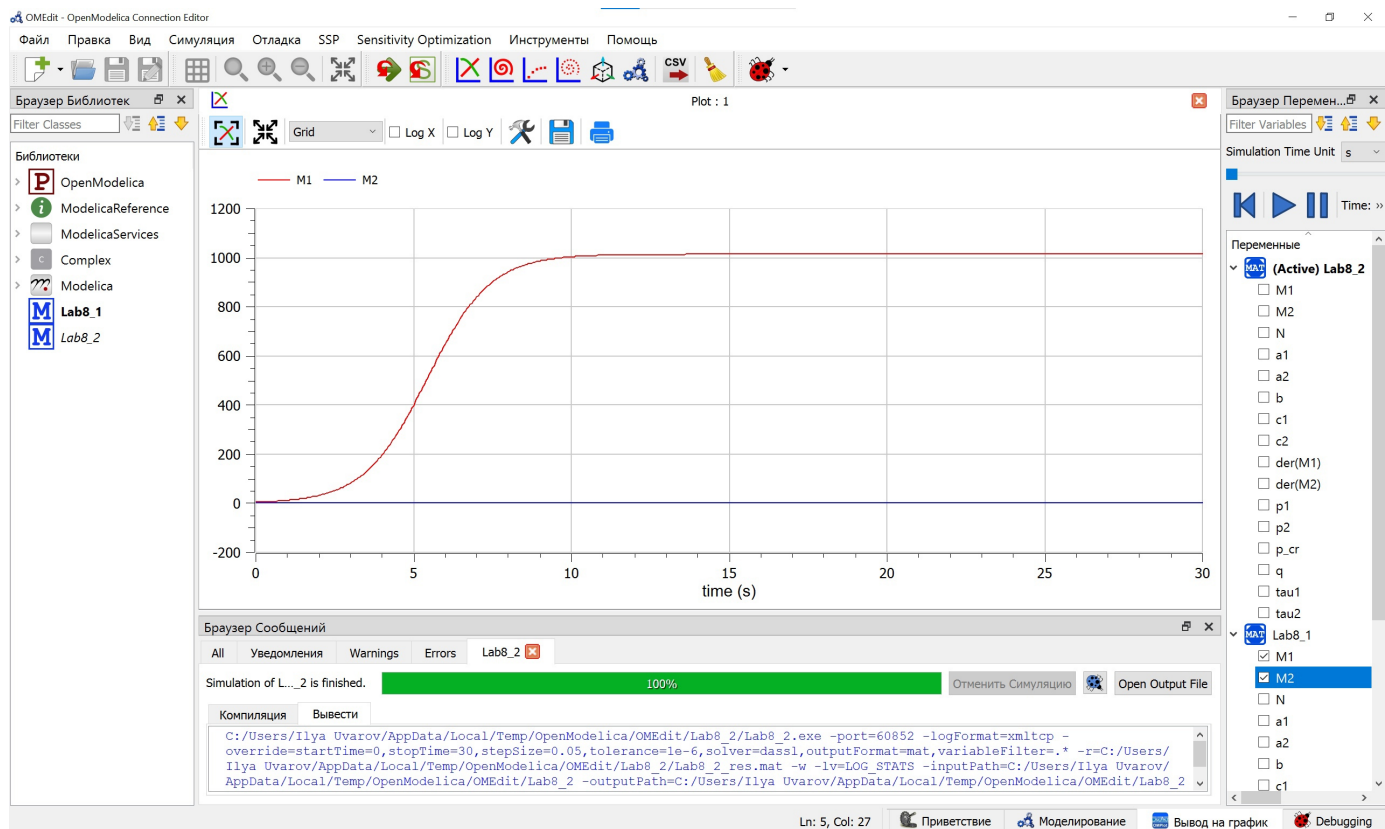 OMEdit - OpenModelica Connection Editor
Файл Правка Вид Симуляция Отладка SSP Sensitivity Optimization Инструменты Помощь
CSV
Браузер Библиотек
Filter Classes
Библиотеки
P OpenModelica
i ModelicaReference
ModelicaServices
C Complex
m Modelica
M Lab8_1
M Lab8_2
Plot : 1
Grid Log X Log Y
M1 M2
1200
1000
800
600
400
200
0
-200
0 5 10 15 20 25 30
time (s)
Браузер Сообщений
All Уведомления Warnings Errors Lab8_2
Simulation of L..._2 is finished. 100% Отменить Симуляцию Open Output File
Компиляция Вывести
C:/Users/Ilya Uvarov/AppData/Local/Temp/OpenModelica/OMEdit/Lab8_2/Lab8_2.exe -port=60852 -logFormat=xmltcp -
override=startTime=0,stopTime=30,stepSize=0.05,tolerance=1e-6,solver=dassl,outputFormat=mat,variableFilter=.* -r=C:/Users/
Ilya Uvarov/AppData/Local/Temp/OpenModelica/OMEdit/Lab8_2/Lab8_2_res.mat -w -lv=LOG_STATS -inputPath=C:/Users/Ilya Uvarov/
AppData/Local/Temp/OpenModelica/OMEdit/Lab8_2 -outputPath=C:/Users/Ilya Uvarov/AppData/Local/Temp/OpenModelica/OMEdit/Lab8_2
Браузер Перемен...
Filter Variables
Simulation Time Unit s
Time: »
Переменные
MAT (Active) Lab8_2
M1
M2
N
a1
a2
b
c1
c2
der(M1)
der(M2)
p1
p2
p_cr
q
tau1
tau2
MAT Lab8_1
M1
M2
N
a1
a2
b
c1
Ln: 5, Col: 27 Приветствие Моделирование Вывод на график Debugging